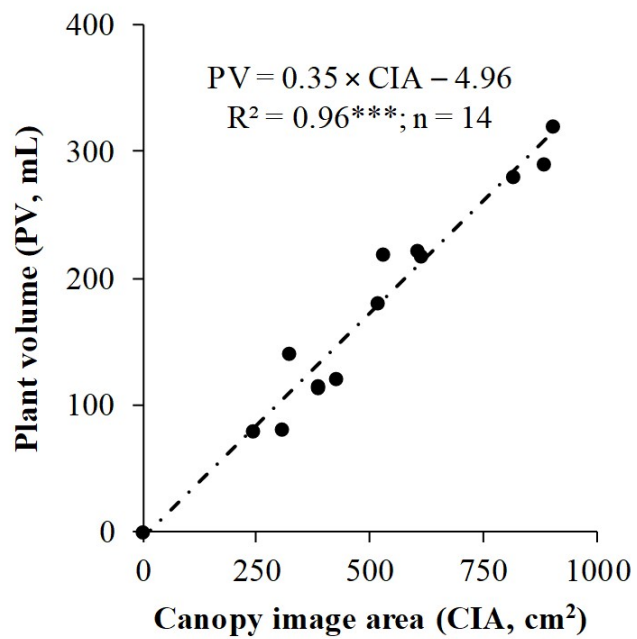 400
PV = 0.35 × CIA – 4.96
R² = 0.96***; n = 14
300
200
100
0
Plant volume (PV, mL)
0 250 500 750 1000
Canopy image area (CIA, cm²)